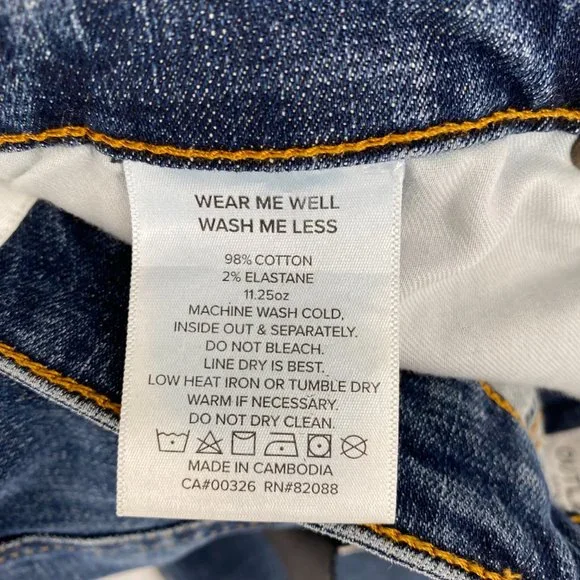 WEAR ME WELL
WASH ME LESS
98% COTTON
2% ELASTANE
11.25oz
MACHINE WASH COLD,
INSIDE OUT & SEPARATELY.
DO NOT BLEACH.
LINE DRY IS BEST.
LOW HEAT IRON OR TUMBLE DRY
WARM IF NECESSARY.
DO NOT DRY CLEAN.
MADE IN CAMBODIA
CA#00326 RN#82088